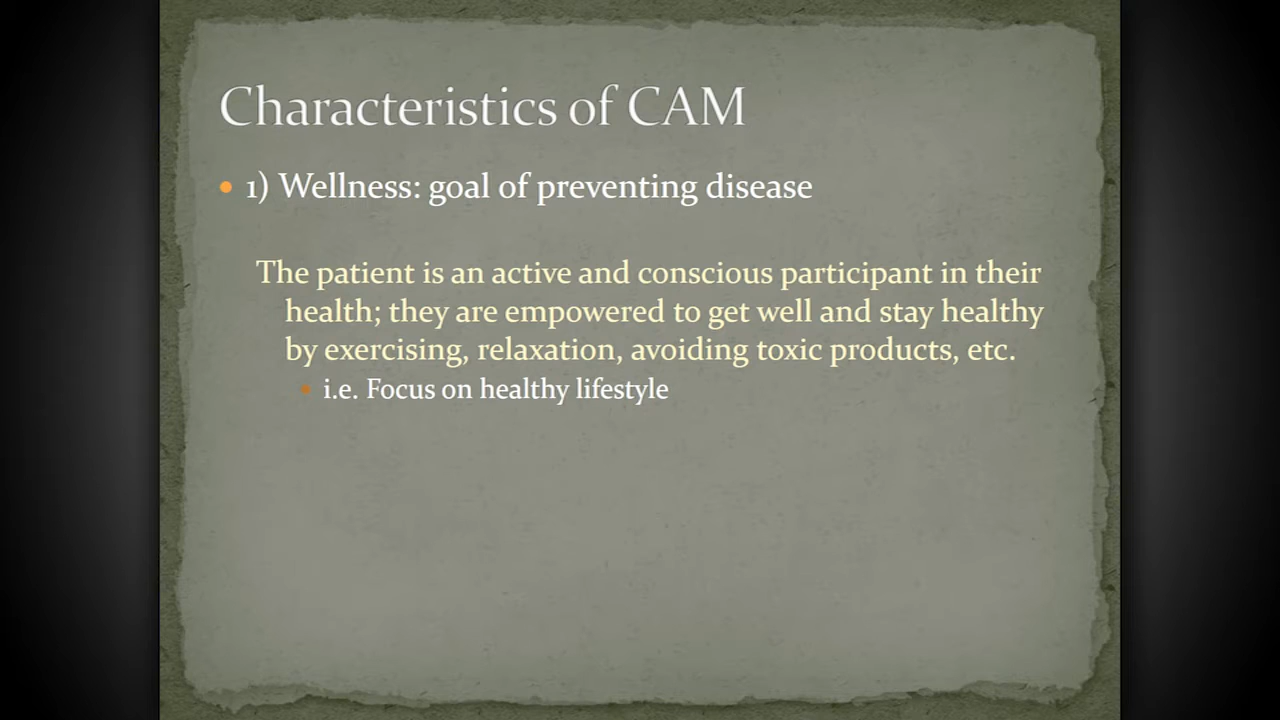 Characteristics of CAM
• 1) Wellness: goal of preventing disease
The patient is an active and conscious participant in their
health; they are empowered to get well and stay healthy
by exercising, relaxation, avoiding toxic products, etc.
• i.e. Focus on healthy lifestyle